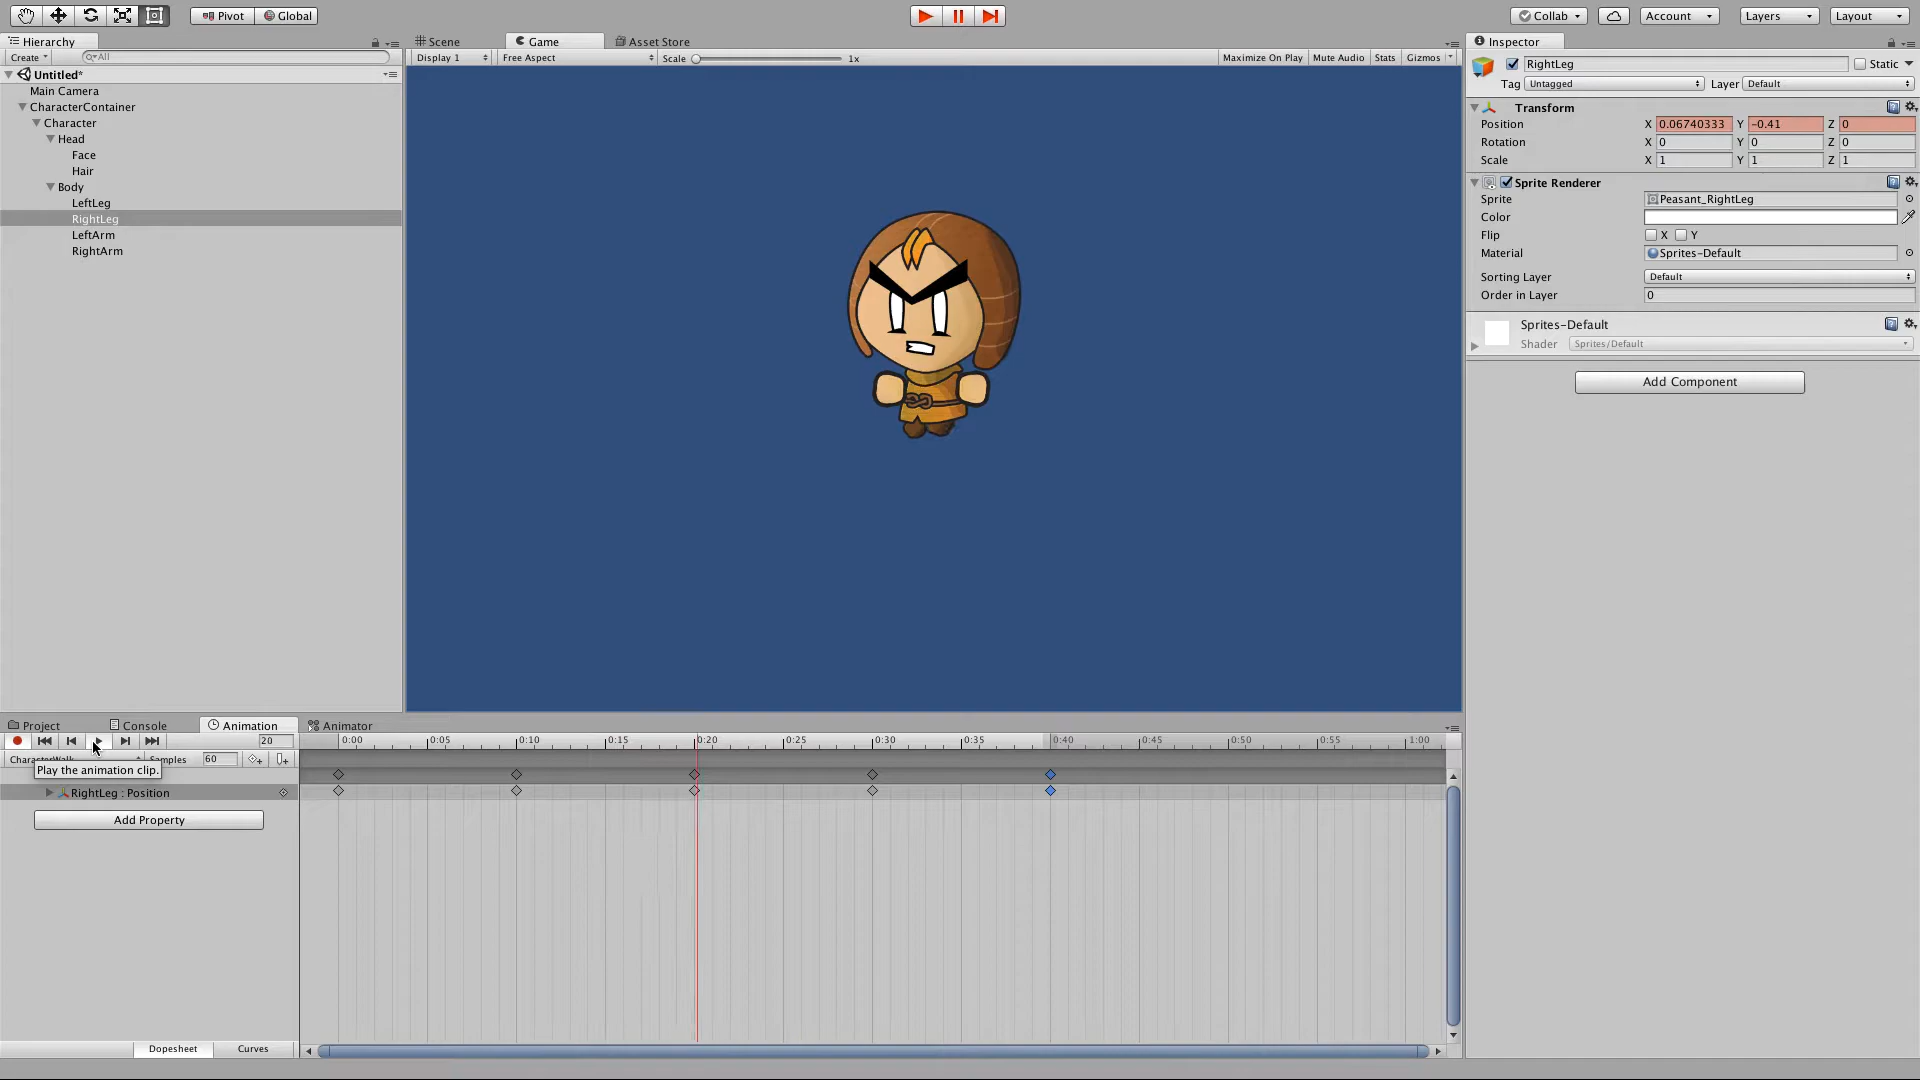 Pivot Global Collab Account Layers Layout
Hierarchy
Create All
Untitled*
Main Camera
CharacterContainer
Character
Head
Face
Hair
Body
LeftLeg
RightLeg
LeftArm
RightArm
Scene Game Asset Store
Display 1 Free Aspect Scale 1x Maximize On Play Mute Audio Stats Gizmos
Inspector
RightLeg Static
Tag Untagged Layer Default
Transform
Position X 0.06740333 Y -0.41 Z 0
Rotation X 0 Y 0 Z 0
Scale X 1 Y 1 Z 1
Sprite Renderer
Sprite Peasant_RightLeg
Color
Flip X Y
Material Sprites-Default
Sorting Layer Default
Order in Layer 0
Sprites-Default
Shader Sprites/Default
Add Component
Project Console Animation Animator
20 0:00 0:05 0:10 0:15 0:20 0:25 0:30 0:35 0:40 0:45 0:50 0:55 1:00
Samples 60
Play the animation clip.
RightLeg : Position
Add Property
Dopesheet Curves